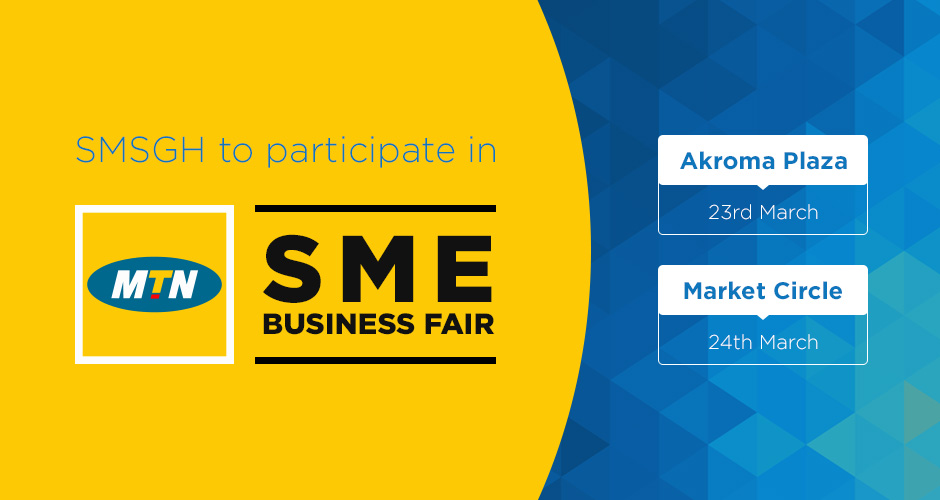 SMSGH to participate in
MTN
SME
BUSINESS FAIR
Akroma Plaza
23rd March
Market Circle
24th March